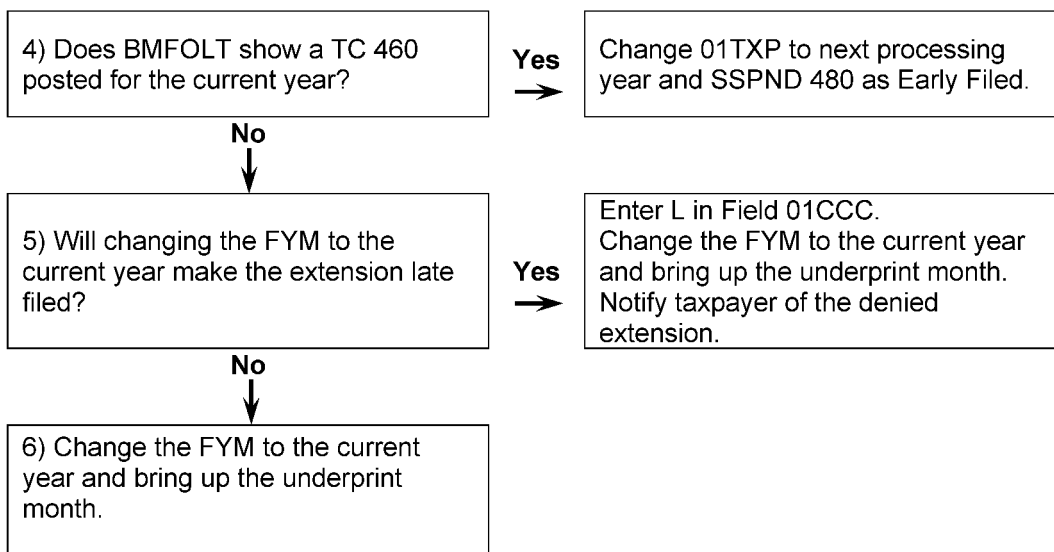 4) Does BMFOLT show a TC 460
posted for the current year?
Yes
Change 01TXP to next processing
year and SSPND 480 as Early Filed.
No
5) Will changing the FYM to the
current year make the extension late
filed?
Yes
Enter L in Field 01CCC.
Change the FYM to the current year
and bring up the underprint month.
Notify taxpayer of the denied
extension.
No
6) Change the FYM to the current
year and bring up the underprint
month.